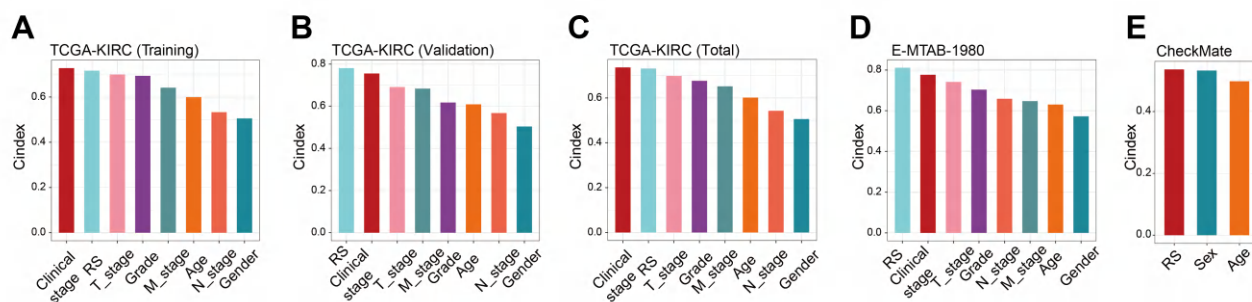 A
TCGA-KIRC (Training)
Cindex
0.6
0.4
0.2
0.0
Clinical
stage
RS
T_stage
Grade
M_stage
Age
N_stage
Gender
B
TCGA-KIRC (Validation)
Cindex
0.8
0.6
0.4
0.2
0.0
RS
Clinical
stage
T_stage
M_stage
Grade
Age
N_stage
Gender
C
TCGA-KIRC (Total)
Cindex
0.6
0.4
0.2
0.0
Clinical
stage
RS
T_stage
Grade
M_stage
Age
N_stage
Gender
D
E-MTAB-1980
Cindex
0.8
0.6
0.4
0.2
0.0
RS
Clinical
stage
T_stage
Grade
N_stage
M_stage
Age
Gender
E
CheckMate
Cindex
0.4
0.2
0.0
RS
Sex
Age